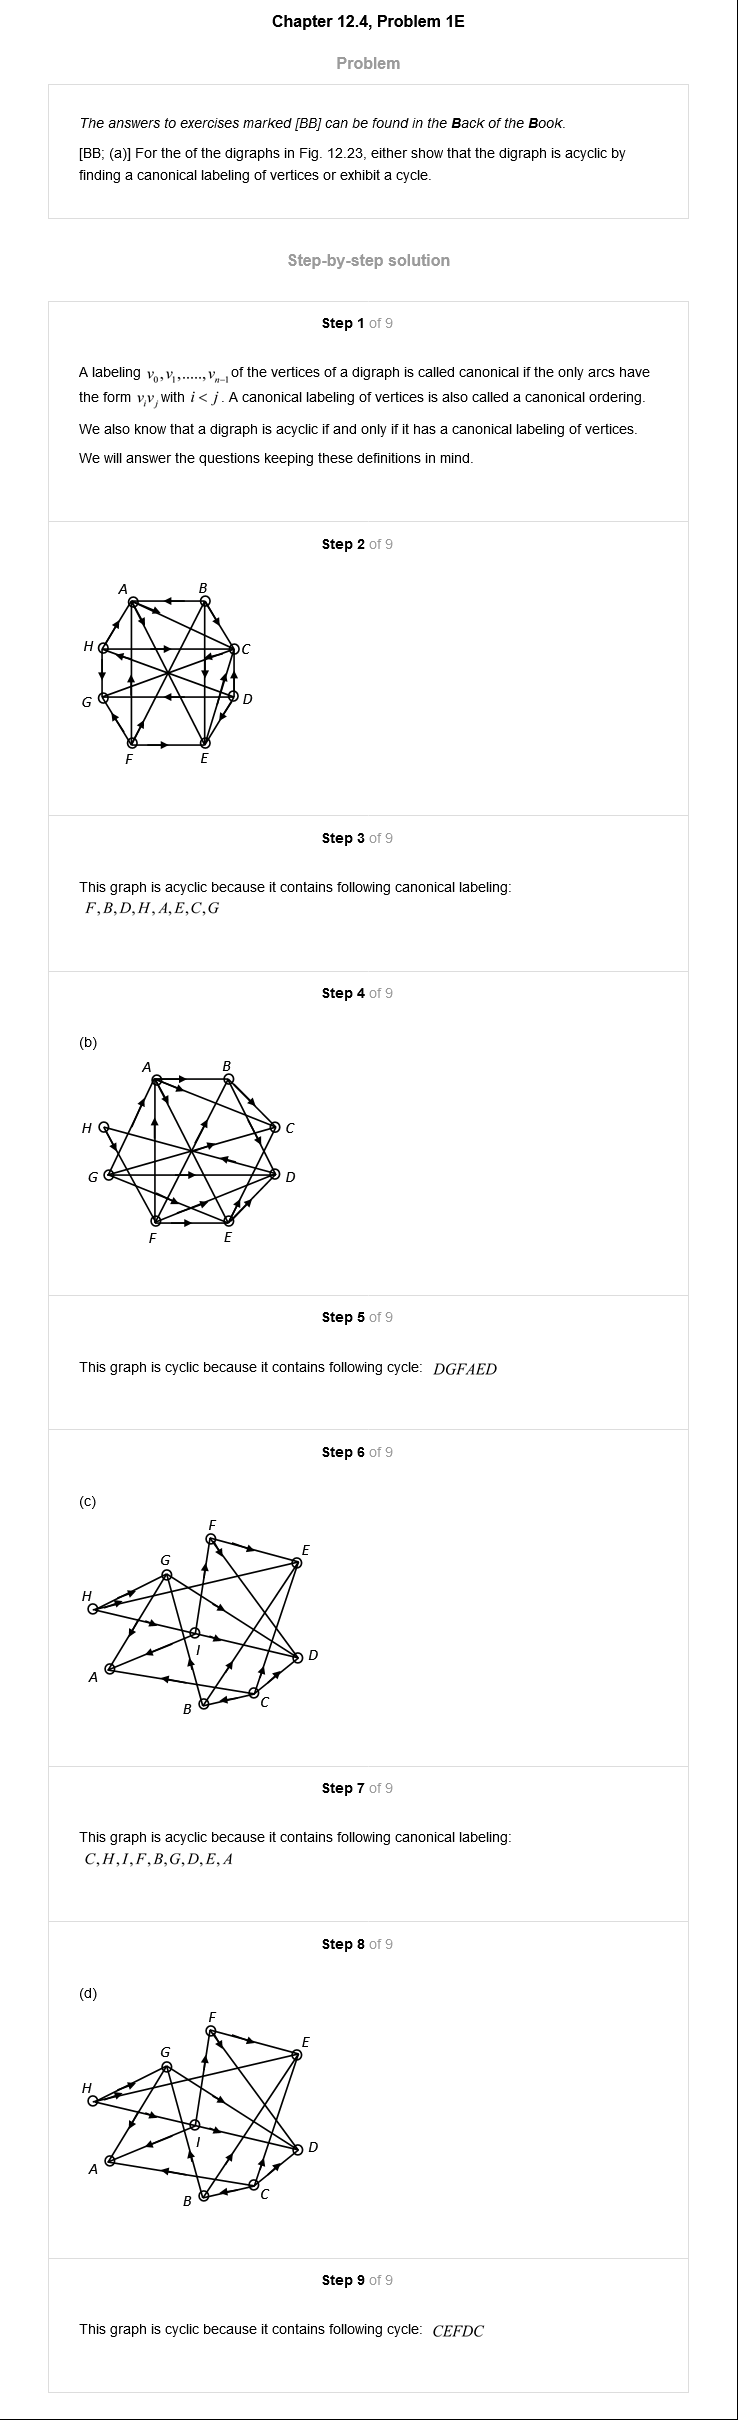 Chapter 12.4, Problem 1E
Problem
The answers to exercises marked [BB] can be found in the Back of the Book.
[BB; (a)] For the of the digraphs in Fig. 12.23, either show that the digraph is acyclic by
finding a canonical labeling of vertices or exhibit a cycle.
Step-by-step solution
Step 1 of 9
A labeling v₀,v₁,.....,vₙ₋₁ of the vertices of a digraph is called canonical if the only arcs have
the form vᵢvⱼ with i < j. A canonical labeling of vertices is also called a canonical ordering.
We also know that a digraph is acyclic if and only if it has a canonical labeling of vertices.
We will answer the questions keeping these definitions in mind.
Step 2 of 9
A B
H C
G D
F E
Step 3 of 9
This graph is acyclic because it contains following canonical labeling:
F,B,D,H,A,E,C,G
Step 4 of 9
(b)
A B
H C
G D
F E
Step 5 of 9
This graph is cyclic because it contains following cycle: DGFAED
Step 6 of 9
(c)
F
G E
H
I D
A
B C
Step 7 of 9
This graph is acyclic because it contains following canonical labeling:
C,H,I,F,B,G,D,E,A
Step 8 of 9
(d)
F
G E
H
I D
A
B C
Step 9 of 9
This graph is cyclic because it contains following cycle: CEFDC